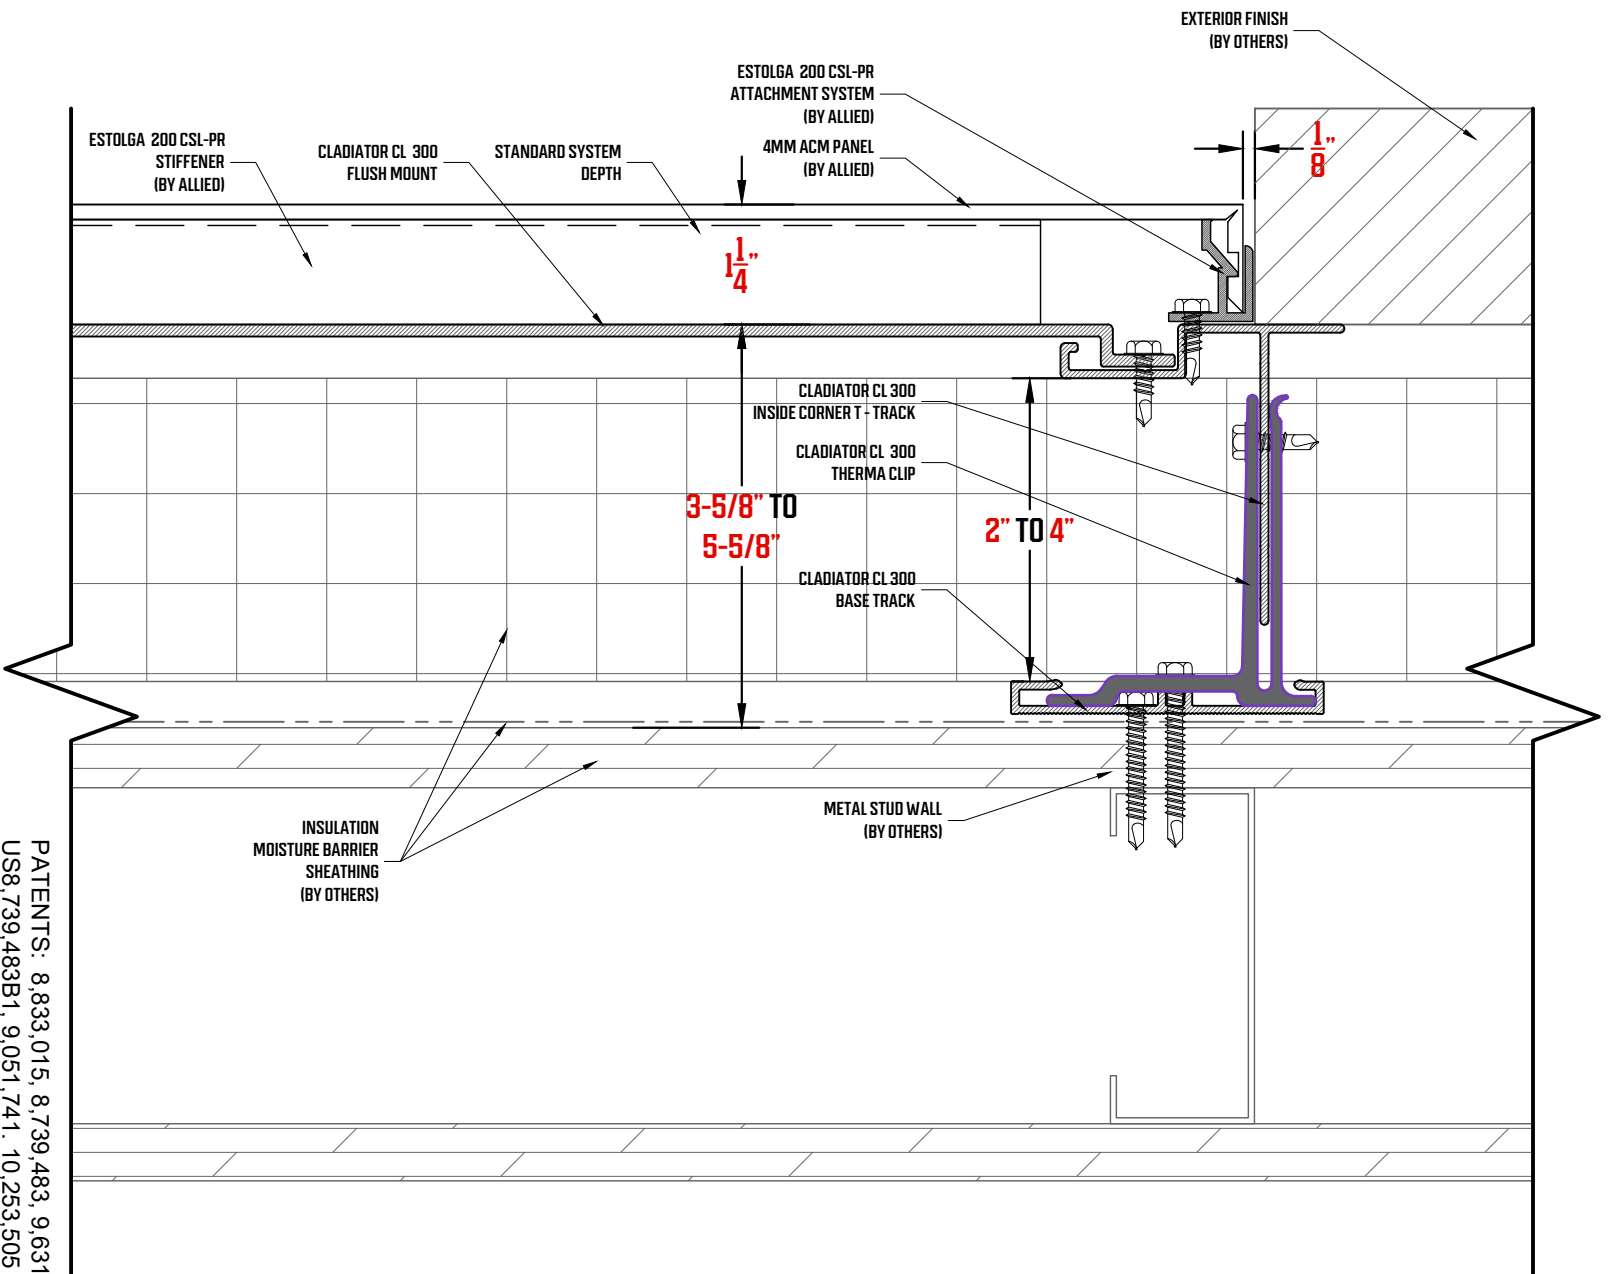 EXTERIOR FINISH
(BY OTHERS)
ESTOLGA 200 CSL-PR
ATTACHMENT SYSTEM
(BY ALLIED)
4MM ACM PANEL
(BY ALLIED)
ESTOLGA 200 CSL-PR
STIFFENER
(BY ALLIED)
CLADIATOR CL 300
FLUSH MOUNT
STANDARD SYSTEM
DEPTH
1/8"
1 1/4"
CLADIATOR CL 300
INSIDE CORNER T - TRACK
CLADIATOR CL 300
THERMA CLIP
3-5/8" TO
5-5/8"
2" TO 4"
CLADIATOR CL 300
BASE TRACK
METAL STUD WALL
(BY OTHERS)
INSULATION
MOISTURE BARRIER
SHEATHING
(BY OTHERS)
PATENTS: 8,833,015, 8,739,483, 9,631
US8,739,483B1, 9,051,741. 10,253,505